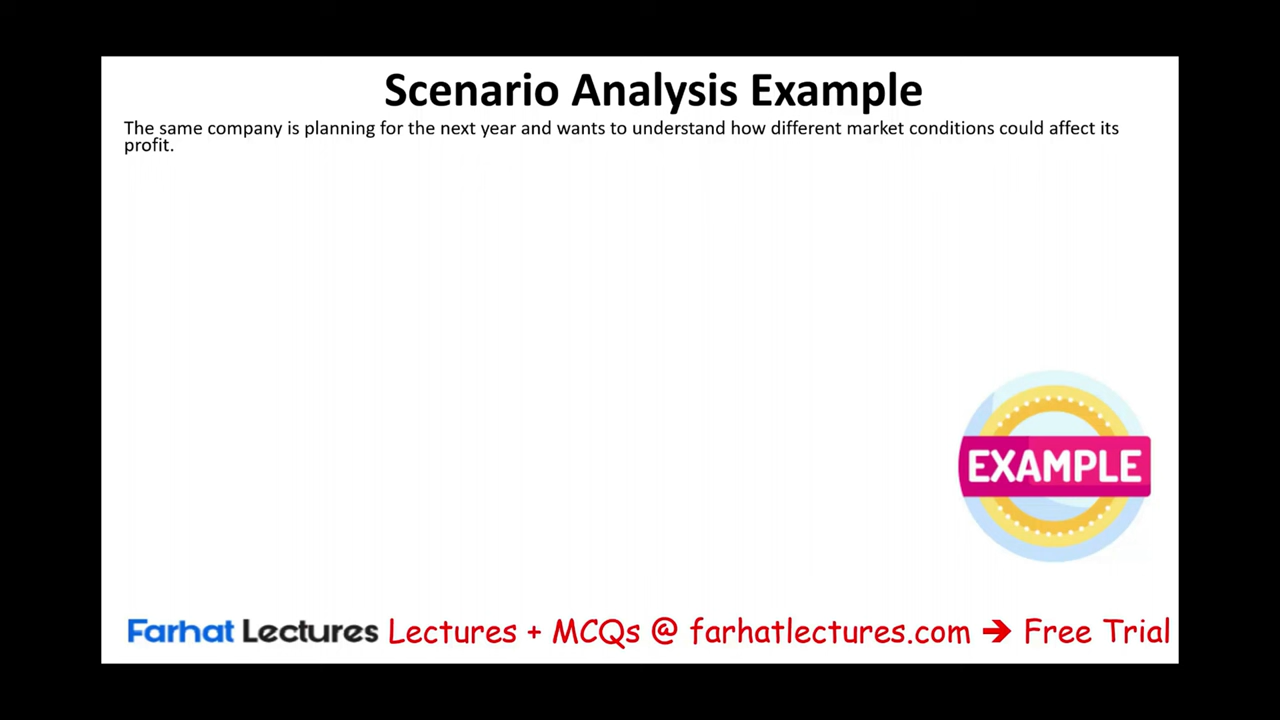 Scenario Analysis Example
The same company is planning for the next year and wants to understand how different market conditions could affect its
profit.
EXAMPLE
Farhat Lectures Lectures + MCQs @ farhatlectures.com ➔ Free Trial